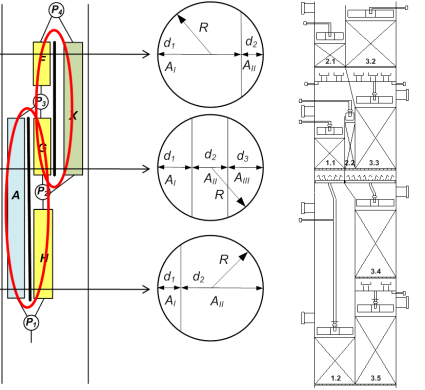 P4
F
P3
X
G
A
P2
H
P1
R
d1 d2
AI AII
d1 d2 d3
AI AII AIII
R
R
d1 d2
AI AII
2.1 3.2
1.1 2.2 3.3
3.4
1.2 3.5